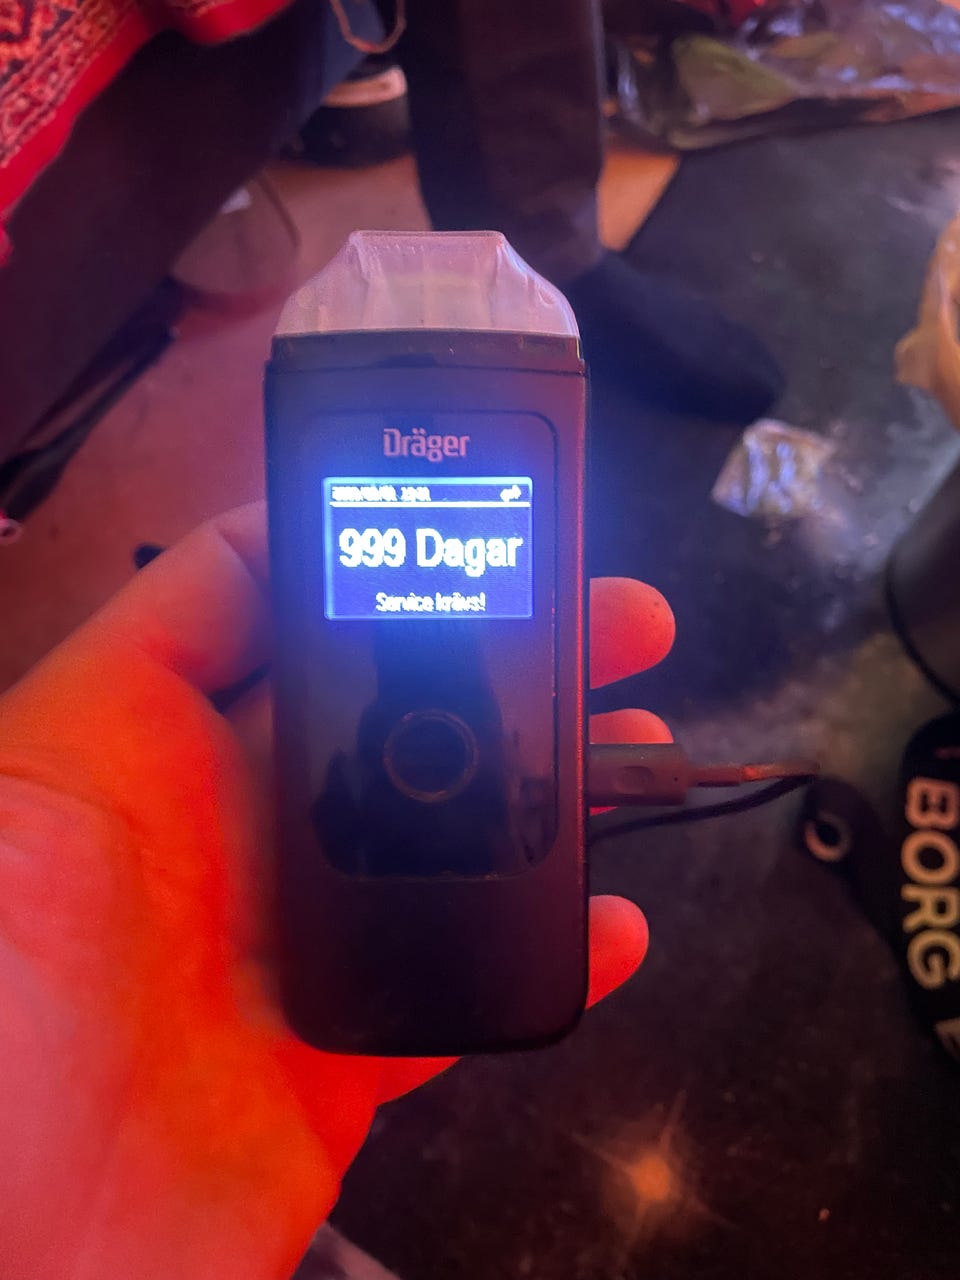 Dräger
999 Dagar
Service krävs!
BORG